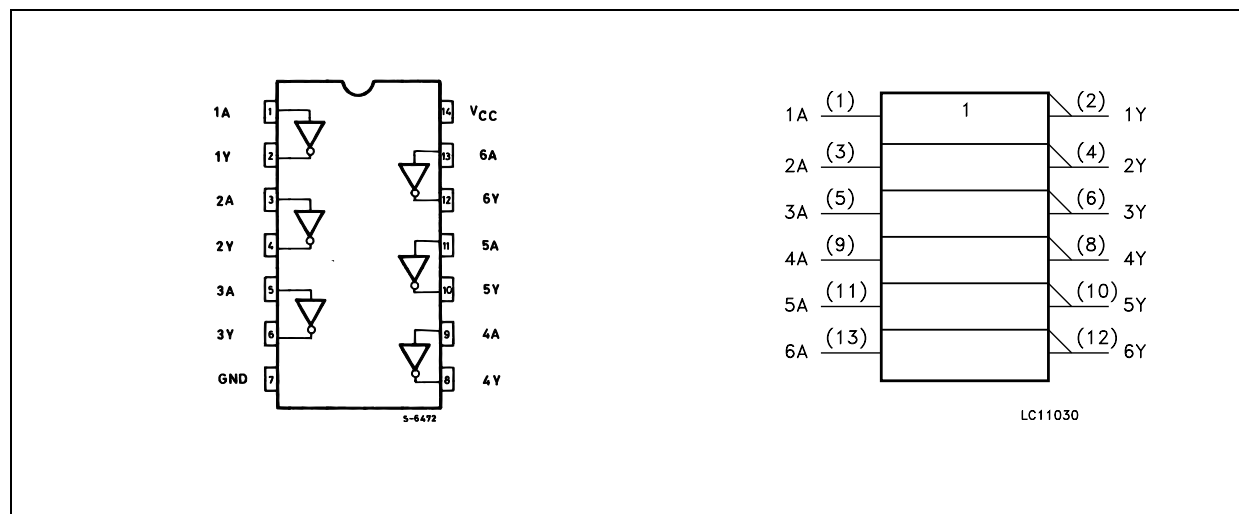 1A 1 14 VCC
1Y 2 13 6A
2A 3 12 6Y
2Y 4 11 5A
3A 5 10 5Y
3Y 6 9 4A
GND 7 8 4Y
S-6472
1A (1) 1 (2) 1Y
2A (3) (4) 2Y
3A (5) (6) 3Y
4A (9) (8) 4Y
5A (11) (10) 5Y
6A (13) (12) 6Y
LC11030